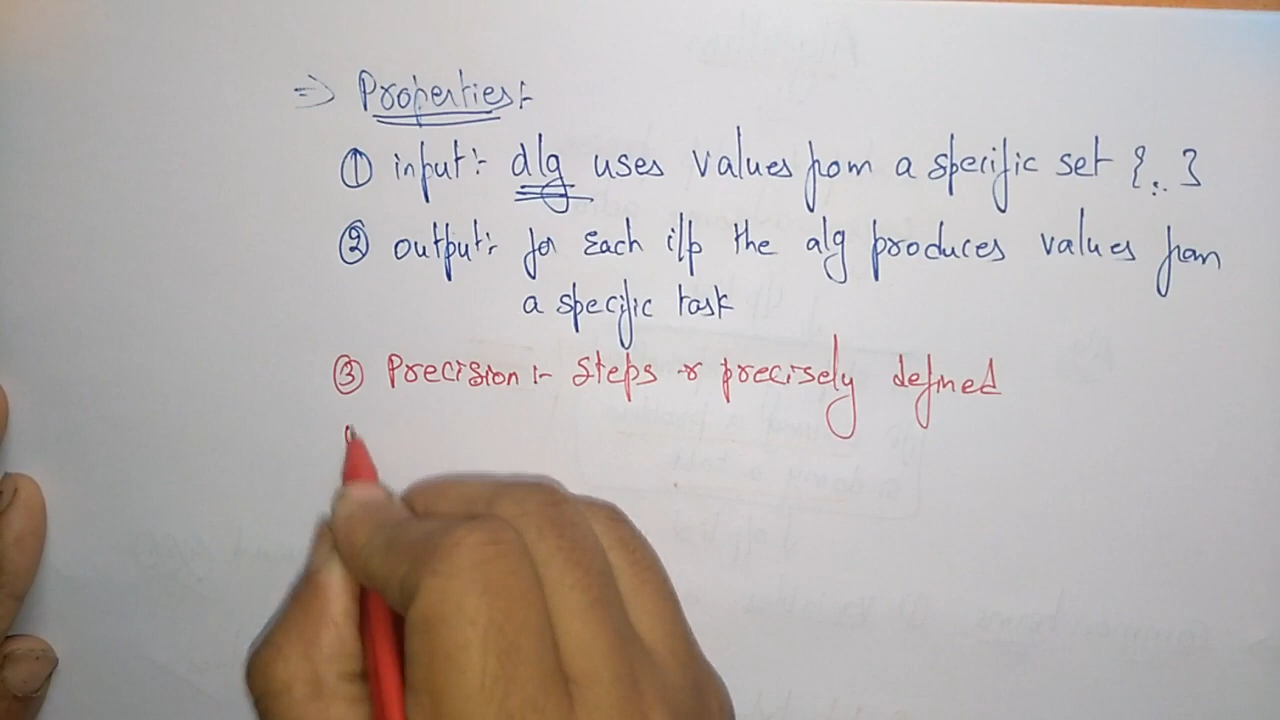 => Properties:-
① input:- alg uses values from a specific set {..}
② output:- for Each i/p the alg produces values from
a specific task
③ Precision:- Steps r precisely defined